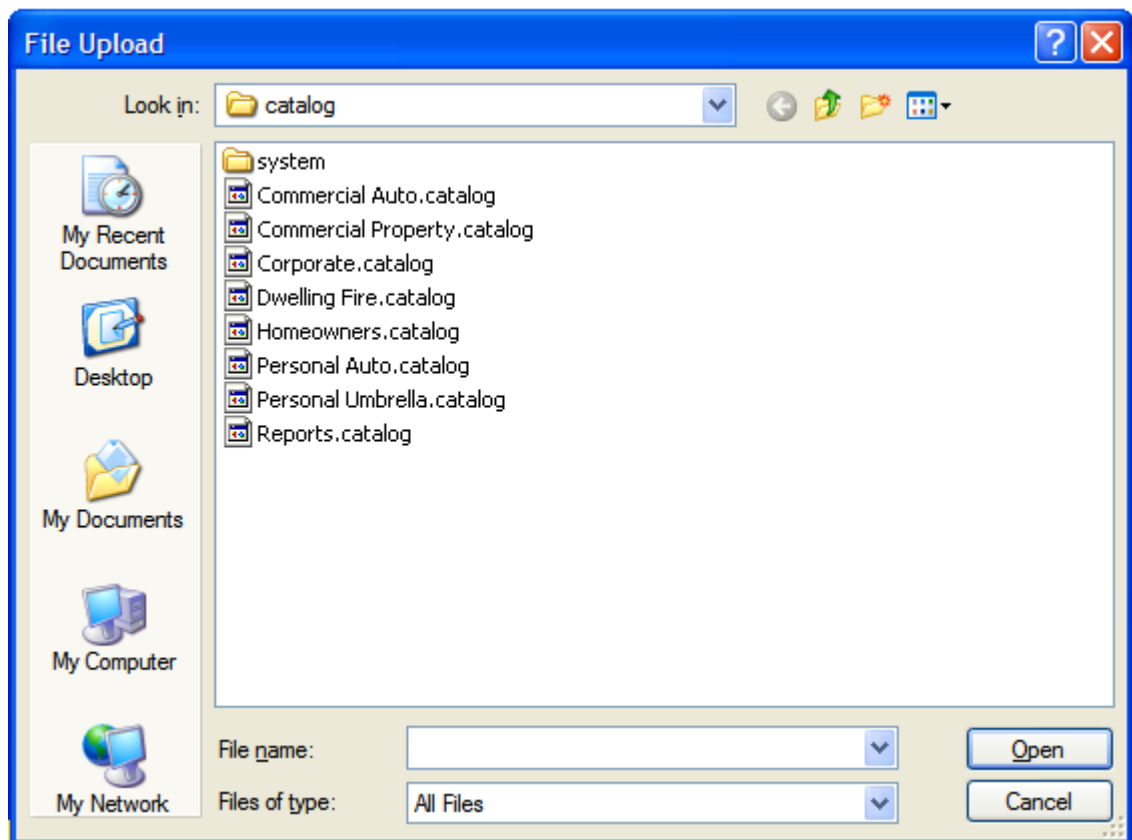 File Upload
Look in:
catalog
My Recent
Documents
Desktop
My Documents
My Computer
My Network
system
Commercial Auto.catalog
Commercial Property.catalog
Corporate.catalog
Dwelling Fire.catalog
Homeowners.catalog
Personal Auto.catalog
Personal Umbrella.catalog
Reports.catalog
File name:
Open
Files of type:
All Files
Cancel